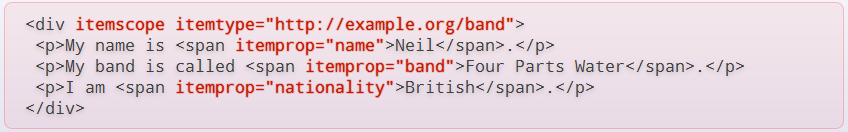 <div itemscope itemtype="http://example.org/band">
<p>My name is <span itemprop="name">Neil</span>.</p>
<p>My band is called <span itemprop="band">Four Parts Water</span>.</p>
<p>I am <span itemprop="nationality">British</span>.</p>
</div>